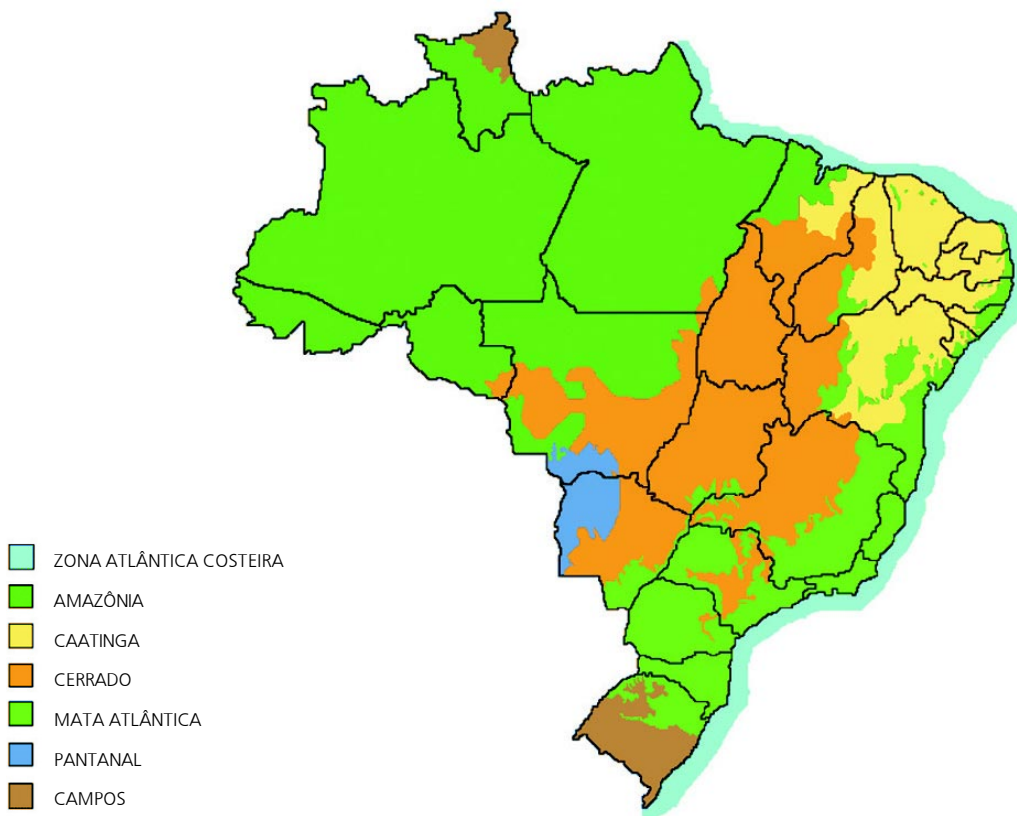 ZONA ATLÂNTICA COSTEIRA
AMAZÔNIA
CAATINGA
CERRADO
MATA ATLÂNTICA
PANTANAL
CAMPOS